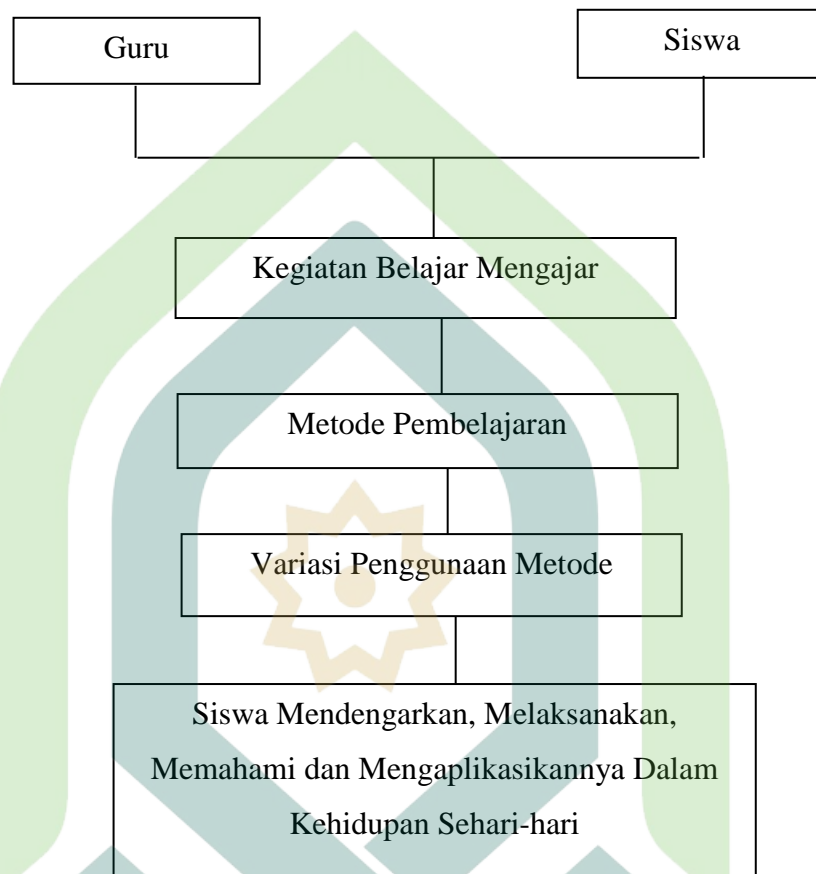 Guru
Siswa
Kegiatan Belajar Mengajar
Metode Pembelajaran
Variasi Penggunaan Metode
Siswa Mendengarkan, Melaksanakan,
Memahami dan Mengaplikasikannya Dalam
Kehidupan Sehari-hari